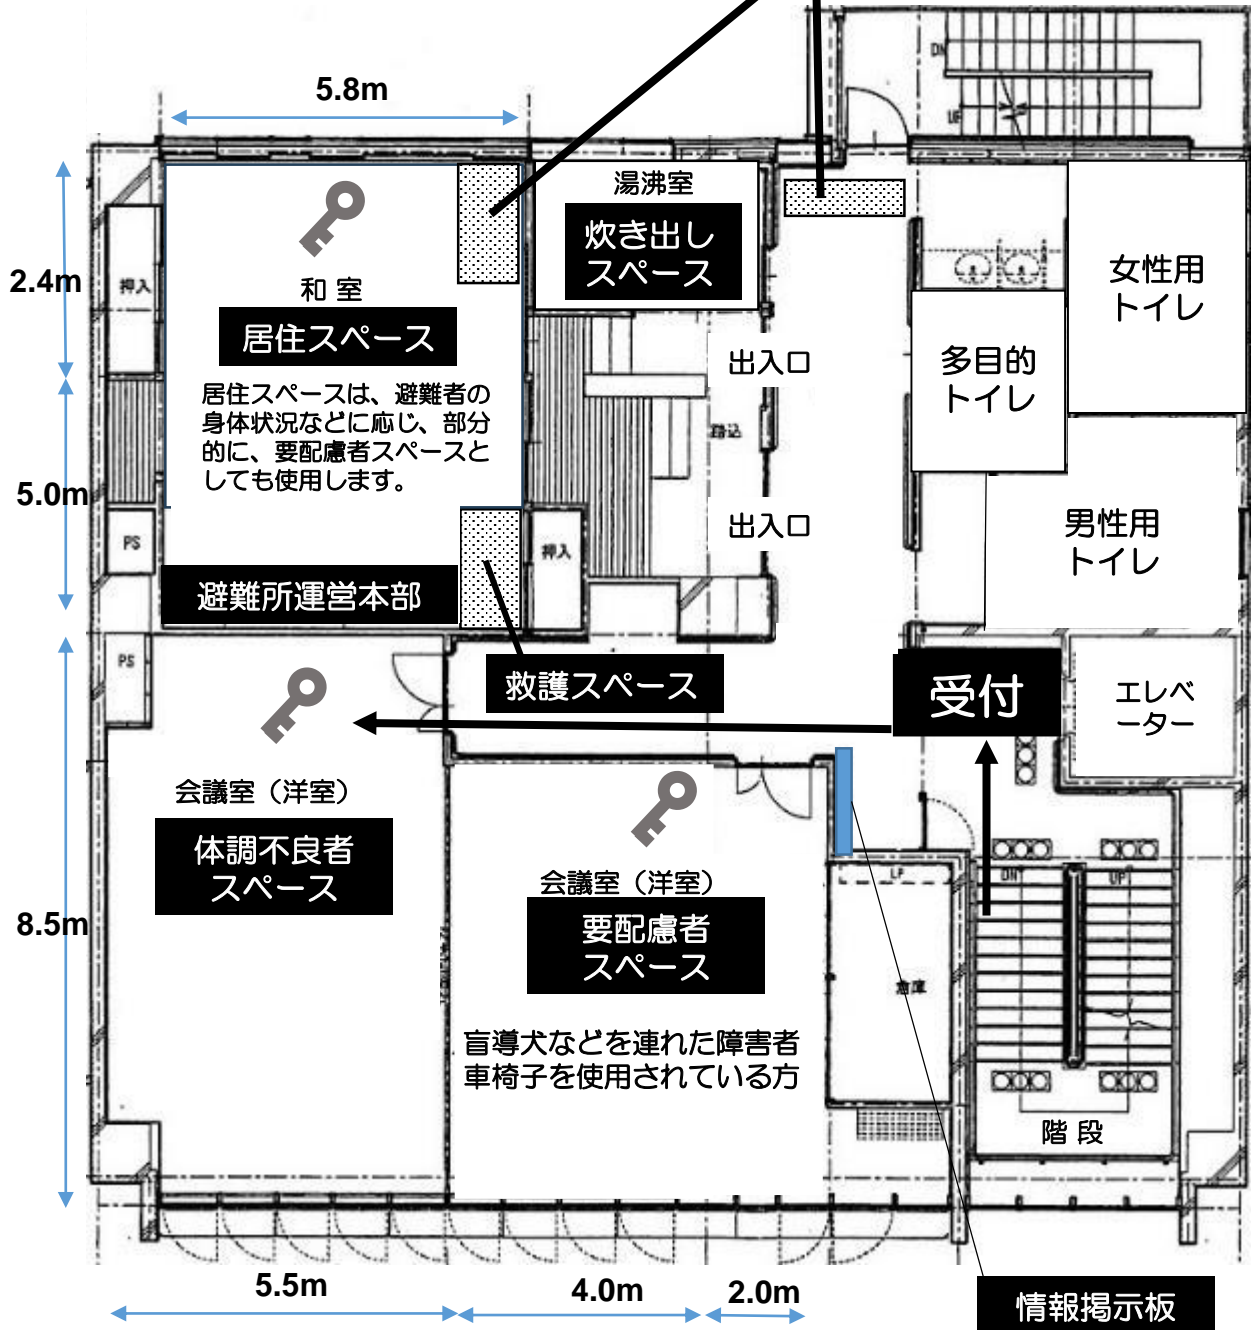 DN
UP
5.8m
湯沸室
炊き出し
スペース
女性用
トイレ
2.4m
押入
和 室
居住スペース
出入口
多目的
トイレ
居住スペースは、避難者の
身体状況などに応じ、部分
的に、要配慮者スペースと
しても使用します。
踏込
5.0m
PS
押入
出入口
男性用
トイレ
避難所運営本部
PS
救護スペース
受付
エレベ
ーター
会議室（洋室）
体調不良者
スペース
会議室（洋室）
要配慮者
スペース
8.5m
DN
UP
倉庫
盲導犬などを連れた障害者
車椅子を使用されている方
階 段
5.5m
4.0m
2.0m
情報掲示板